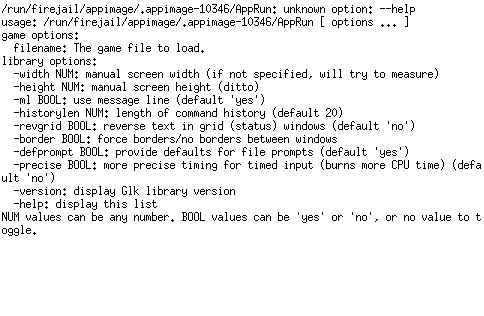 /run/firejail/appimage/.appimage-10346/AppRun: unknown option: --help
usage: /run/firejail/appimage/.appimage-10346/AppRun [ options ... ]
game options:
  filename: The game file to load.
library options:
  -width NUM: manual screen width (if not specified, will try to measure)
  -height NUM: manual screen height (ditto)
  -ml BOOL: use message line (default 'yes')
  -historylen NUM: length of command history (default 20)
  -revgrid BOOL: reverse text in grid (status) windows (default 'no')
  -border BOOL: force borders/no borders between windows
  -defprompt BOOL: provide defaults for file prompts (default 'yes')
  -precise BOOL: more precise timing for timed input (burns more CPU time) (defa
ult 'no')
  -version: display Glk library version
  -help: display this list
NUM values can be any number. BOOL values can be 'yes' or 'no', or no value to t
oggle.